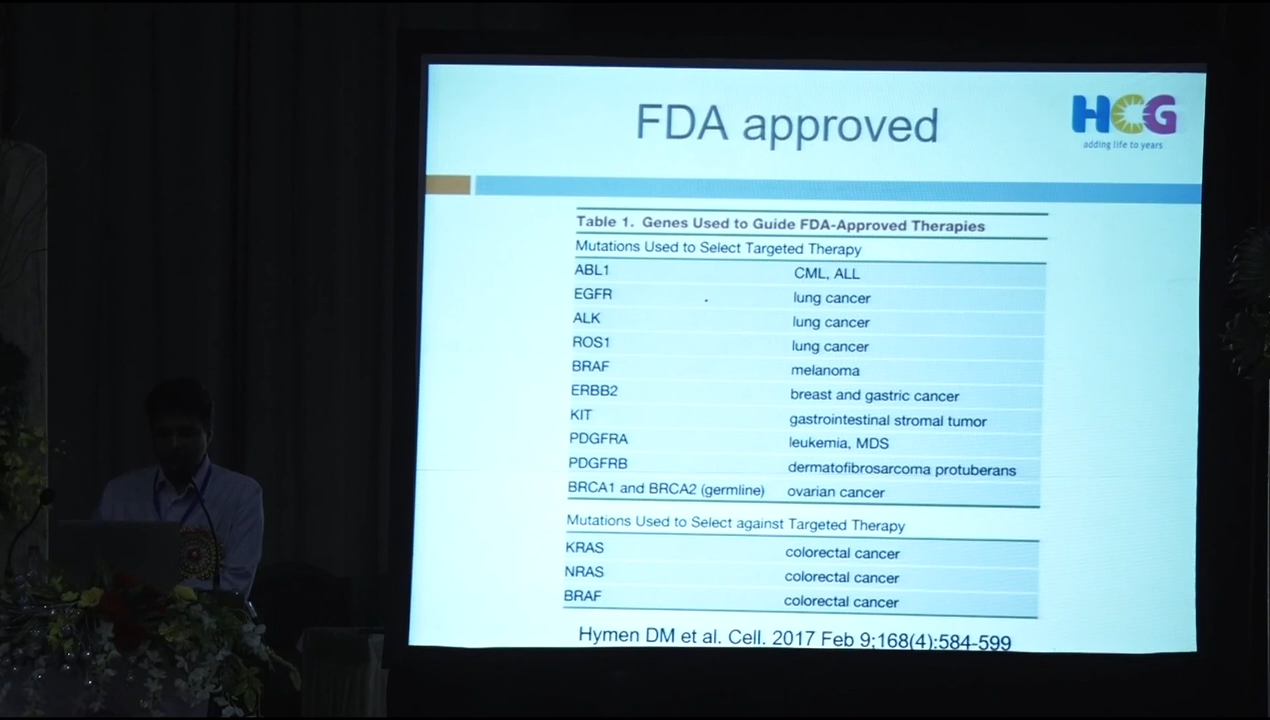 FDA approved
HCG
adding life to years
Table 1. Genes Used to Guide FDA-Approved Therapies
Mutations Used to Select Targeted Therapy
ABL1 CML, ALL
EGFR lung cancer
ALK lung cancer
ROS1 lung cancer
BRAF melanoma
ERBB2 breast and gastric cancer
KIT gastrointestinal stromal tumor
PDGFRA leukemia, MDS
PDGFRB dermatofibrosarcoma protuberans
BRCA1 and BRCA2 (germline) ovarian cancer
Mutations Used to Select against Targeted Therapy
KRAS colorectal cancer
NRAS colorectal cancer
BRAF colorectal cancer
Hymen DM et al. Cell. 2017 Feb 9;168(4):584-599